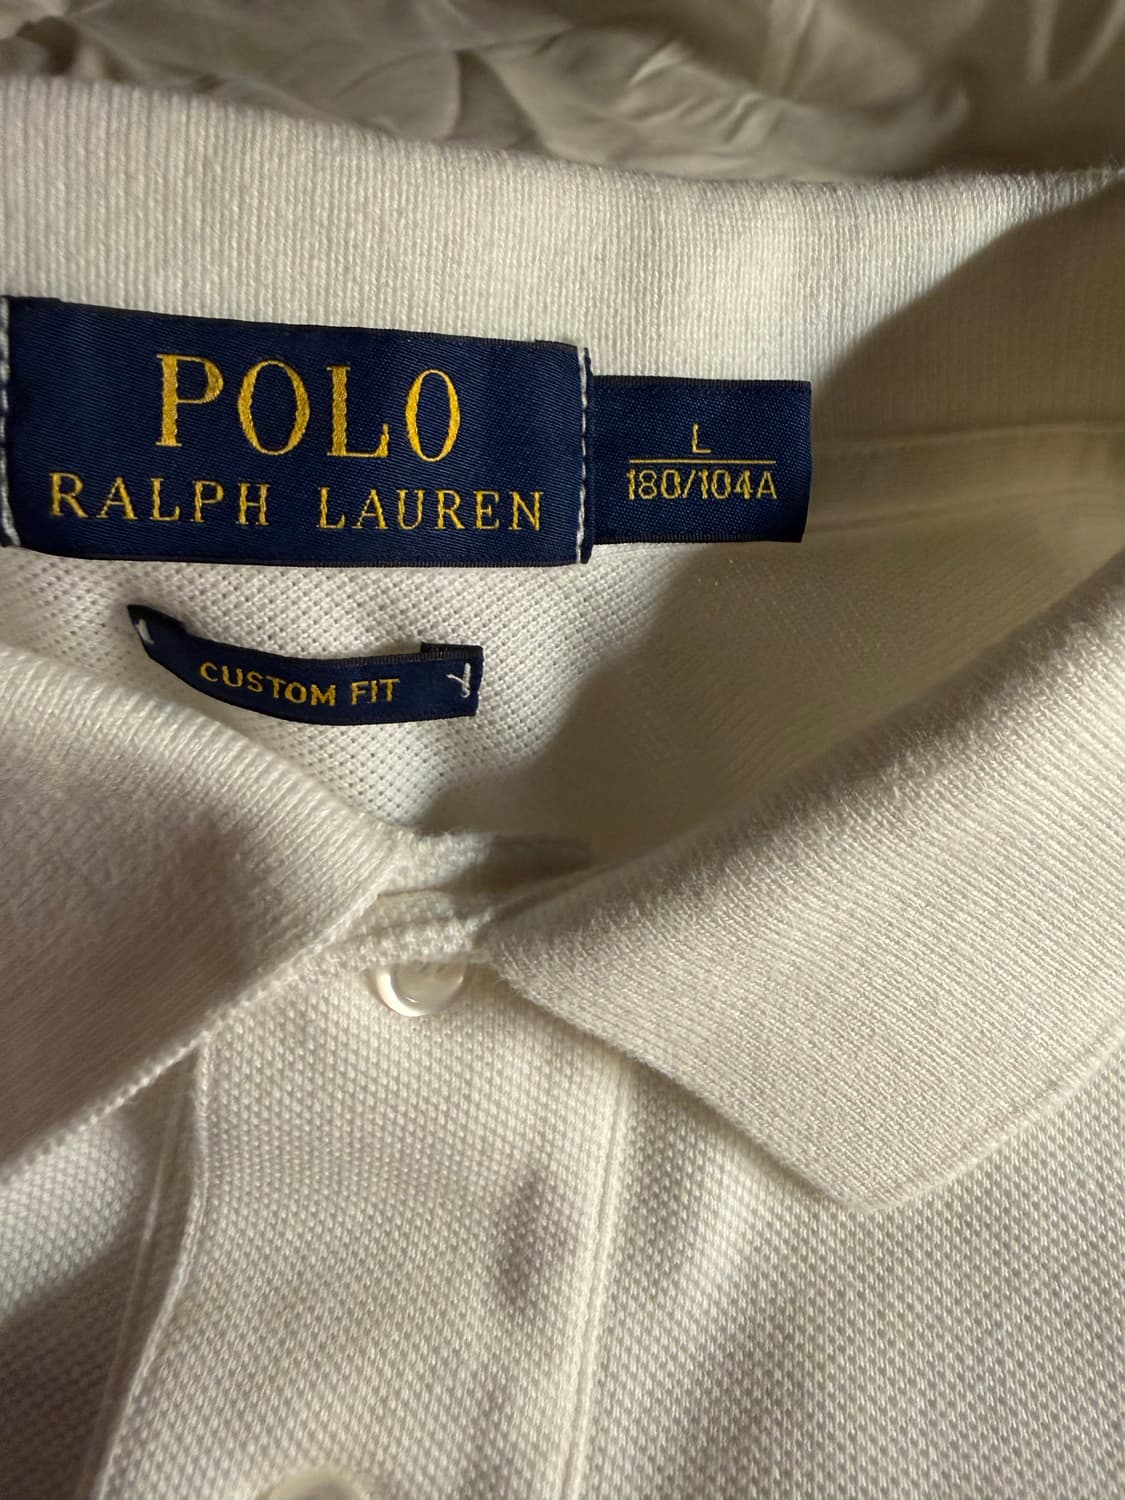 POLO
RALPH LAUREN
L
180/104A
CUSTOM FIT